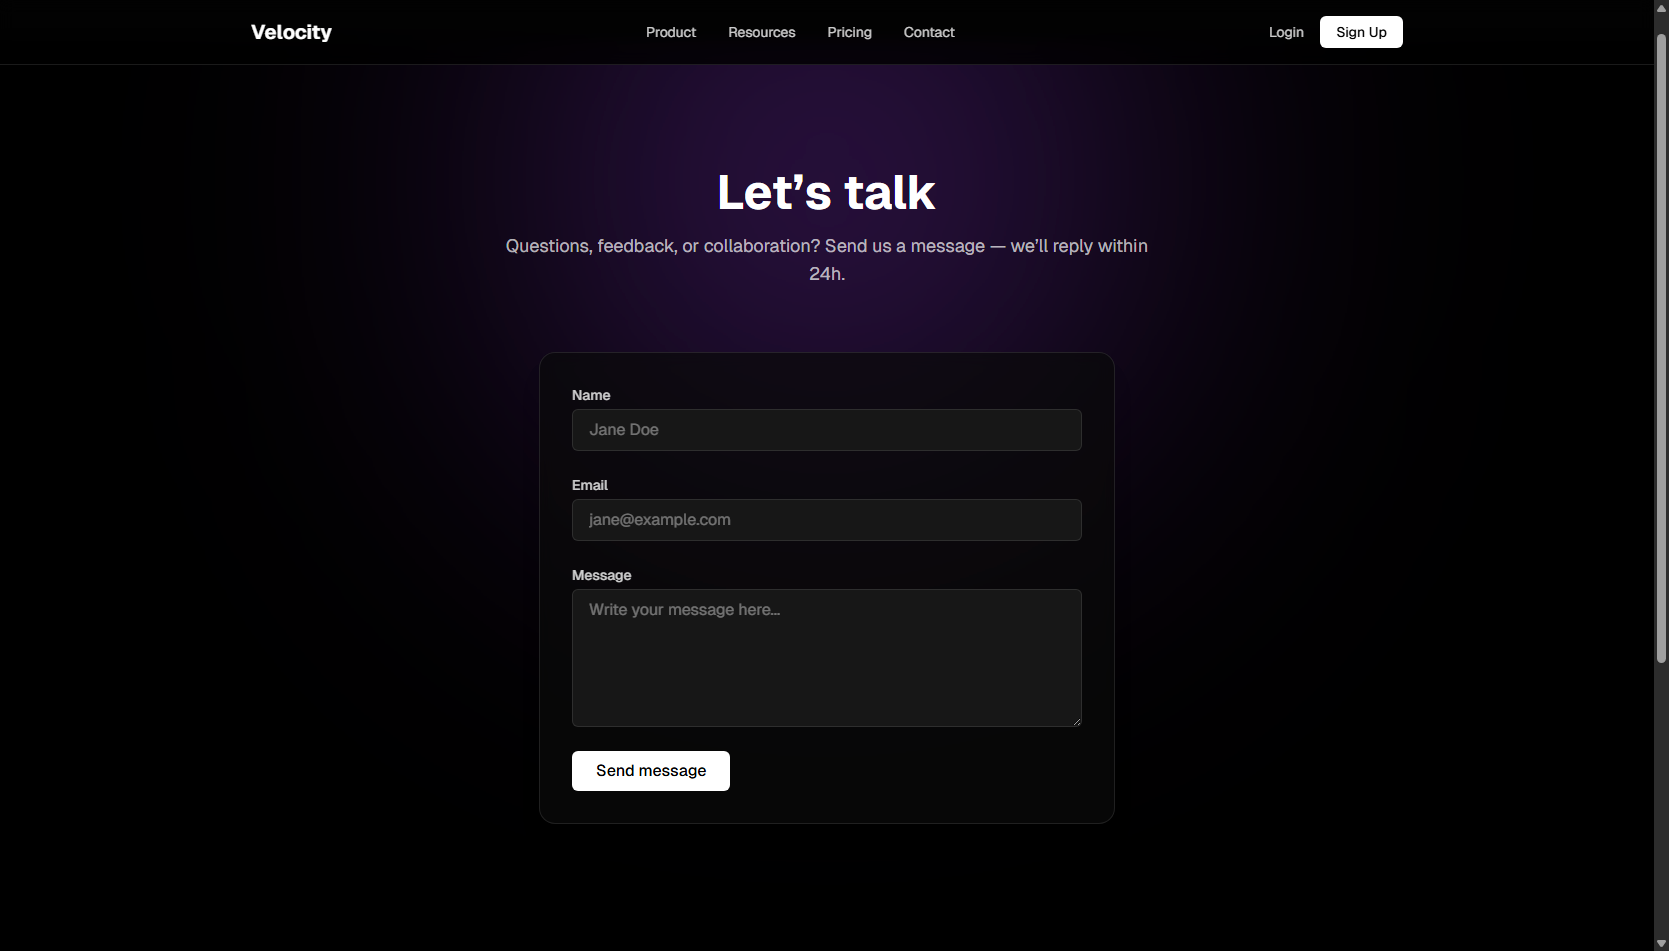 Velocity
Product
Resources
Pricing
Contact
Login
Sign Up
Let’s talk
Questions, feedback, or collaboration? Send us a message — we’ll reply within
24h.
Name
Jane Doe
Email
jane@example.com
Message
Write your message here...
Send message